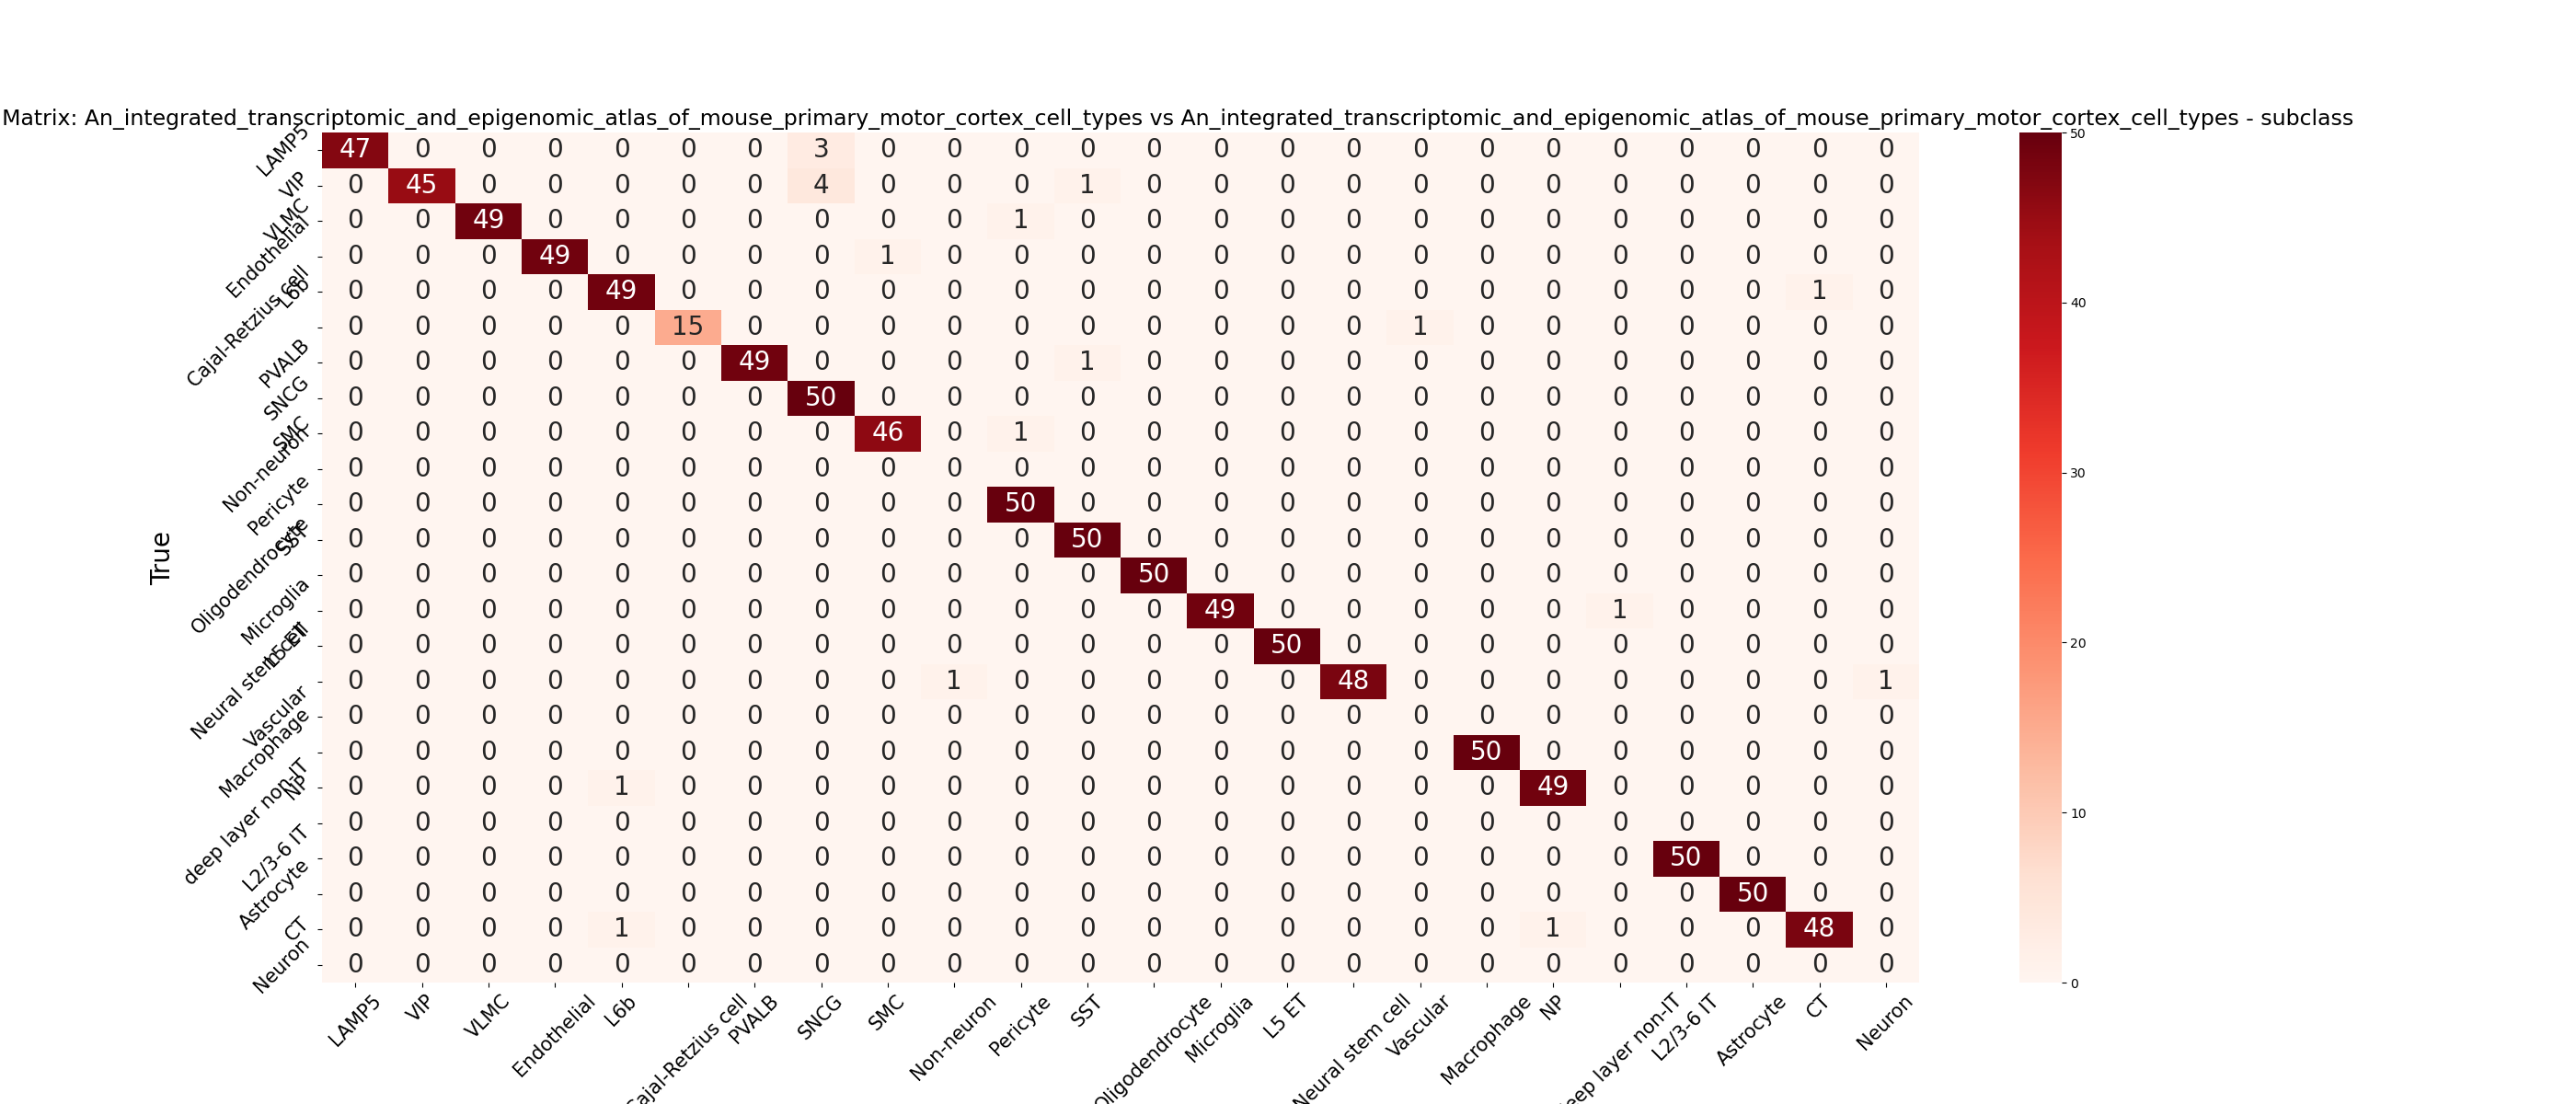 Matrix: An_integrated_transcriptomic_and_epigenomic_atlas_of_mouse_primary_motor_cortex_cell_types vs An_integrated_transcriptomic_and_epigenomic_atlas_of_mouse_primary_motor_cortex_cell_types - subclass
True
LAMP5 47 0 0 0 0 0 0 3 0 0 0 0 0 0 0 0 0 0 0 0 0 0 0 0
VIP 0 45 0 0 0 0 0 4 0 0 0 1 0 0 0 0 0 0 0 0 0 0 0 0
VLMC 0 0 49 0 0 0 0 0 0 0 1 0 0 0 0 0 0 0 0 0 0 0 0 0
Endothelial 0 0 0 49 0 0 0 0 1 0 0 0 0 0 0 0 0 0 0 0 0 0 0 0
L6b 0 0 0 0 49 0 0 0 0 0 0 0 0 0 0 0 0 0 0 0 0 0 1 0
Cajal-Retzius cell 0 0 0 0 0 15 0 0 0 0 0 0 0 0 0 0 1 0 0 0 0 0 0 0
PVALB 0 0 0 0 0 0 49 0 0 0 0 1 0 0 0 0 0 0 0 0 0 0 0 0
SNCG 0 0 0 0 0 0 0 50 0 0 0 0 0 0 0 0 0 0 0 0 0 0 0 0
SMC 0 0 0 0 0 0 0 0 46 0 1 0 0 0 0 0 0 0 0 0 0 0 0 0
Non-neuron 0 0 0 0 0 0 0 0 0 0 0 0 0 0 0 0 0 0 0 0 0 0 0 0
Pericyte 0 0 0 0 0 0 0 0 0 0 50 0 0 0 0 0 0 0 0 0 0 0 0 0
SST 0 0 0 0 0 0 0 0 0 0 0 50 0 0 0 0 0 0 0 0 0 0 0 0
Oligodendrocyte 0 0 0 0 0 0 0 0 0 0 0 0 50 0 0 0 0 0 0 0 0 0 0 0
Microglia 0 0 0 0 0 0 0 0 0 0 0 0 0 49 0 0 0 0 0 1 0 0 0 0
L5 ET 0 0 0 0 0 0 0 0 0 0 0 0 0 0 50 0 0 0 0 0 0 0 0 0
Neural stem cell 0 0 0 0 0 0 0 0 0 1 0 0 0 0 0 48 0 0 0 0 0 0 0 1
Vascular 0 0 0 0 0 0 0 0 0 0 0 0 0 0 0 0 0 0 0 0 0 0 0 0
Macrophage 0 0 0 0 0 0 0 0 0 0 0 0 0 0 0 0 0 50 0 0 0 0 0 0
NP 0 0 0 0 1 0 0 0 0 0 0 0 0 0 0 0 0 0 49 0 0 0 0 0
deep layer non-IT 0 0 0 0 0 0 0 0 0 0 0 0 0 0 0 0 0 0 0 0 0 0 0 0
L2/3-6 IT 0 0 0 0 0 0 0 0 0 0 0 0 0 0 0 0 0 0 0 0 50 0 0 0
Astrocyte 0 0 0 0 0 0 0 0 0 0 0 0 0 0 0 0 0 0 0 0 0 50 0 0
CT 0 0 0 0 1 0 0 0 0 0 0 0 0 0 0 0 0 0 1 0 0 0 48 0
Neuron 0 0 0 0 0 0 0 0 0 0 0 0 0 0 0 0 0 0 0 0 0 0 0 0
LAMP5 VIP VLMC Endothelial L6b Cajal-Retzius cell PVALB SNCG SMC Non-neuron Pericyte SST Oligodendrocyte Microglia L5 ET Neural stem cell Vascular Macrophage NP deep layer non-IT L2/3-6 IT Astrocyte CT Neuron
50
40
30
20
10
0